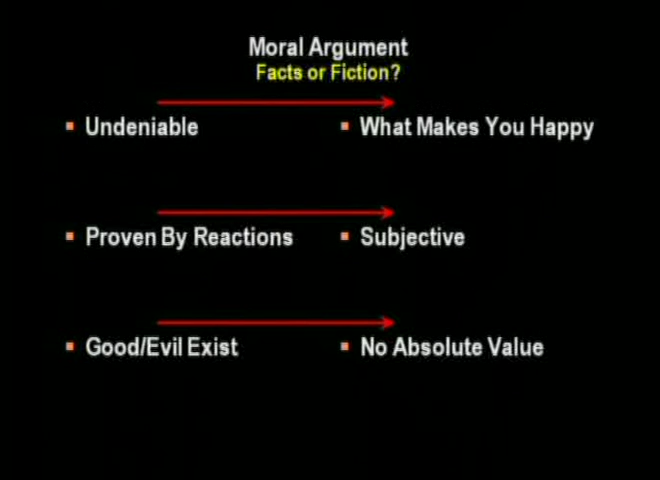 Moral Argument
Facts or Fiction?
Undeniable
What Makes You Happy
Proven By Reactions
Subjective
Good/Evil Exist
No Absolute Value